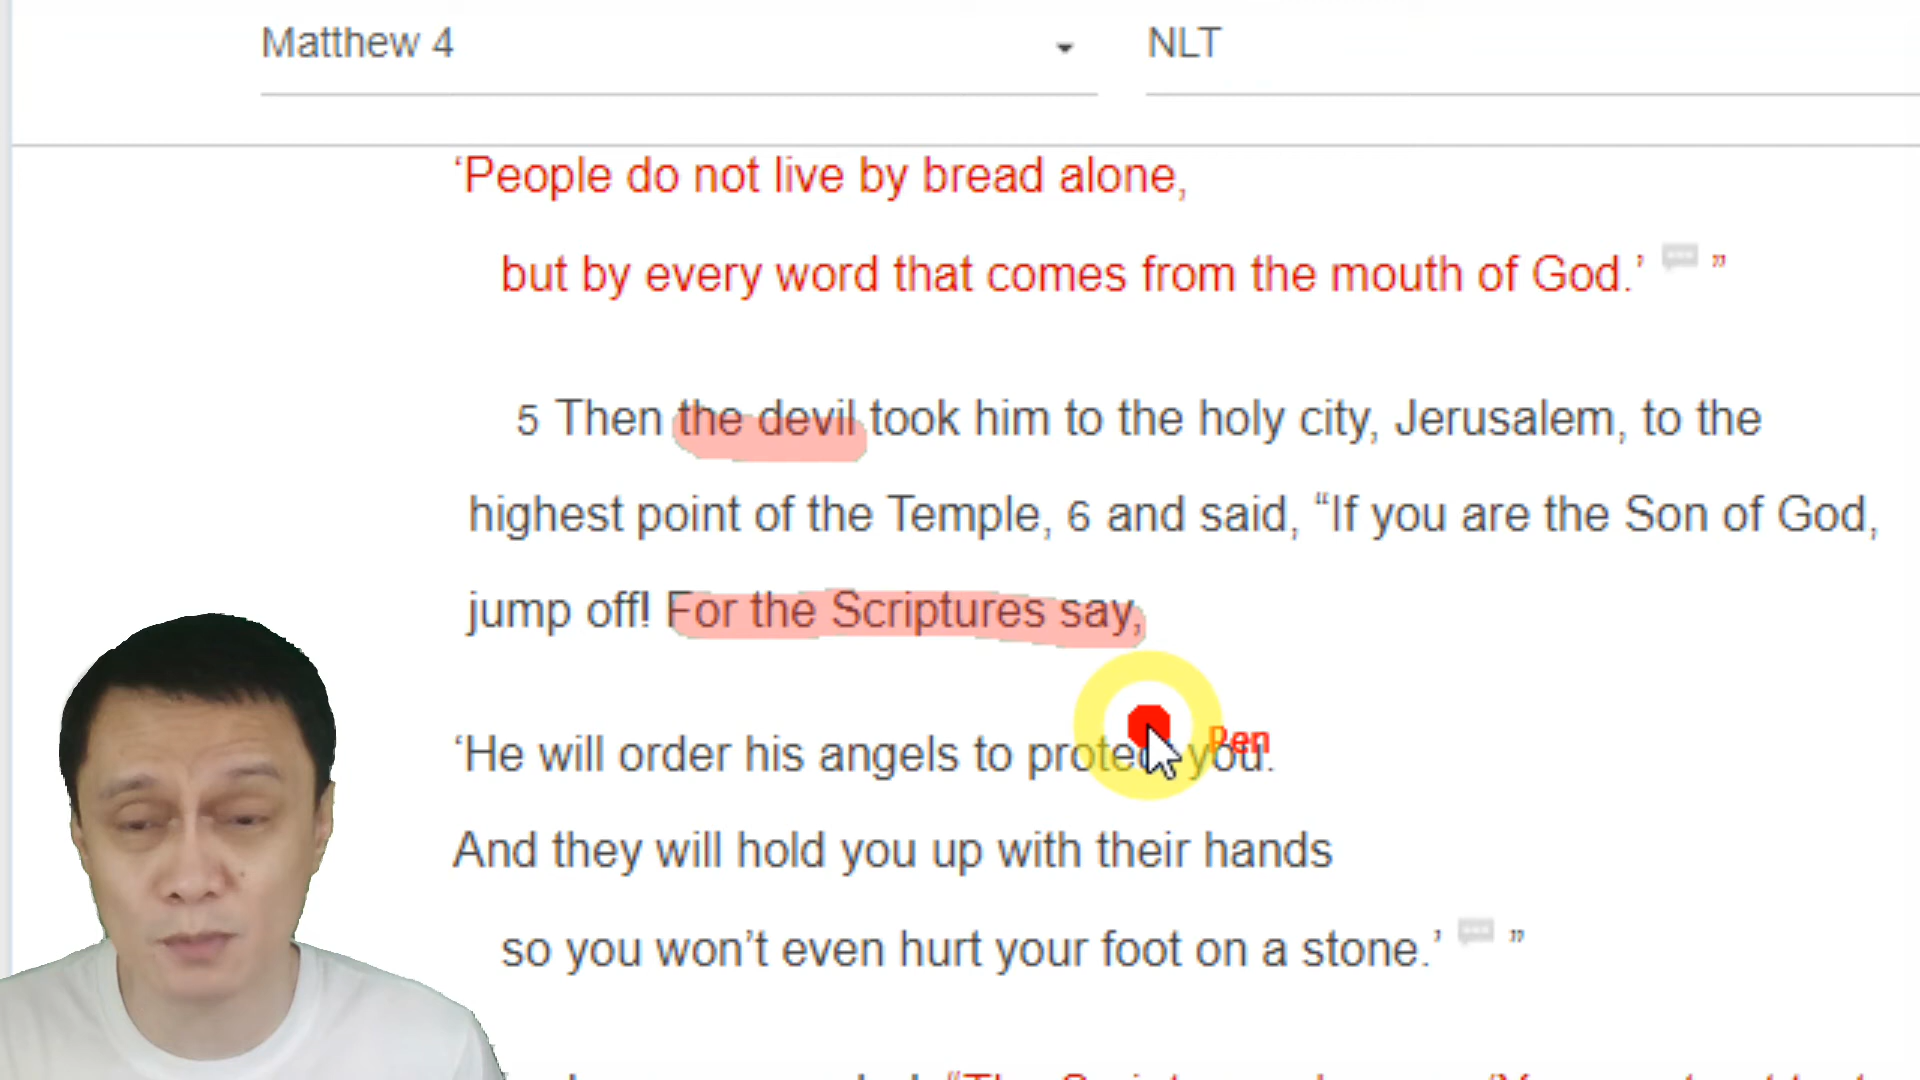 Matthew 4
NLT
‘People do not live by bread alone,
but by every word that comes from the mouth of God.’ ”
5 Then the devil took him to the holy city, Jerusalem, to the
highest point of the Temple, 6 and said, “If you are the Son of God,
jump off! For the Scriptures say,
Pen
‘He will order his angels to protect you.
And they will hold you up with their hands
so you won’t even hurt your foot on a stone.’ ”